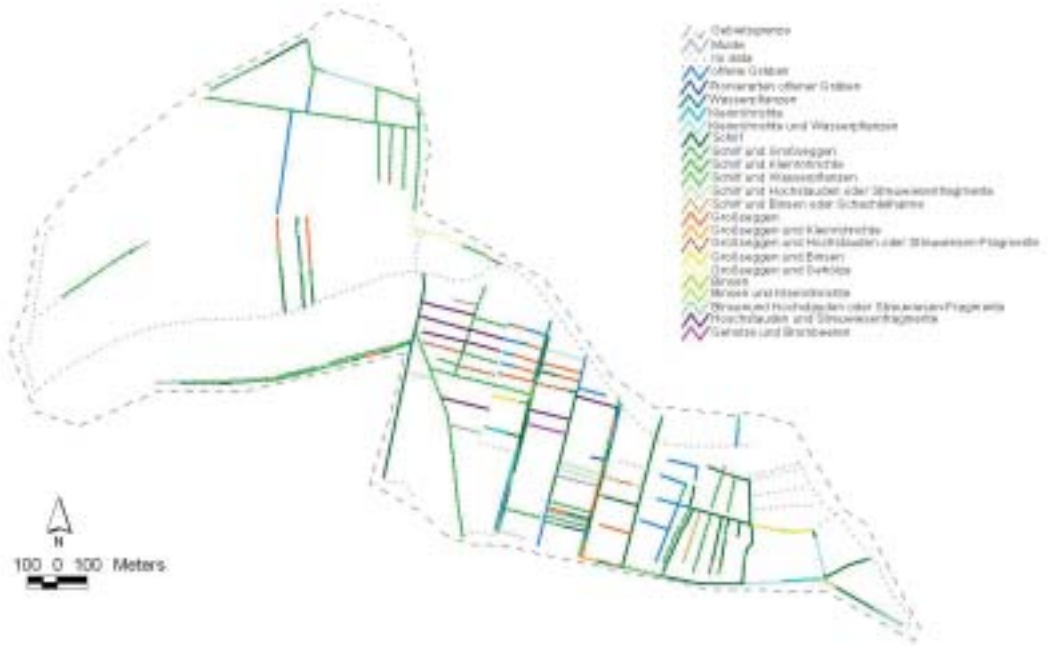 Gebietsgrenze
Mulde
no data
offene Gräben
Pionierarten offener Gräben
Wasserpflanzen
Kleinröhrichte
Kleinröhrichte und Wasserpflanzen
Schilf
Schilf und Großseggen
Schilf und Kleinröhrichte
Schilf und Wasserpflanzen
Schilf und Hochstauden oder Streuwiesenfragmente
Schilf und Binsen oder Schachtelhalme
Großseggen
Großseggen und Kleinröhrichte
Großseggen und Hochstauden oder Streuwiesen-Fragmente
Großseggen und Binsen
Großseggen und Gehölze
Binsen
Binsen und Kleinröhrichte
Binsen und Hochstauden oder Streuwiesen-Fragmente
Hochstauden und Streuwiesenfragmente
Gehölze und Brombeeren
N
100 0 100 Meters